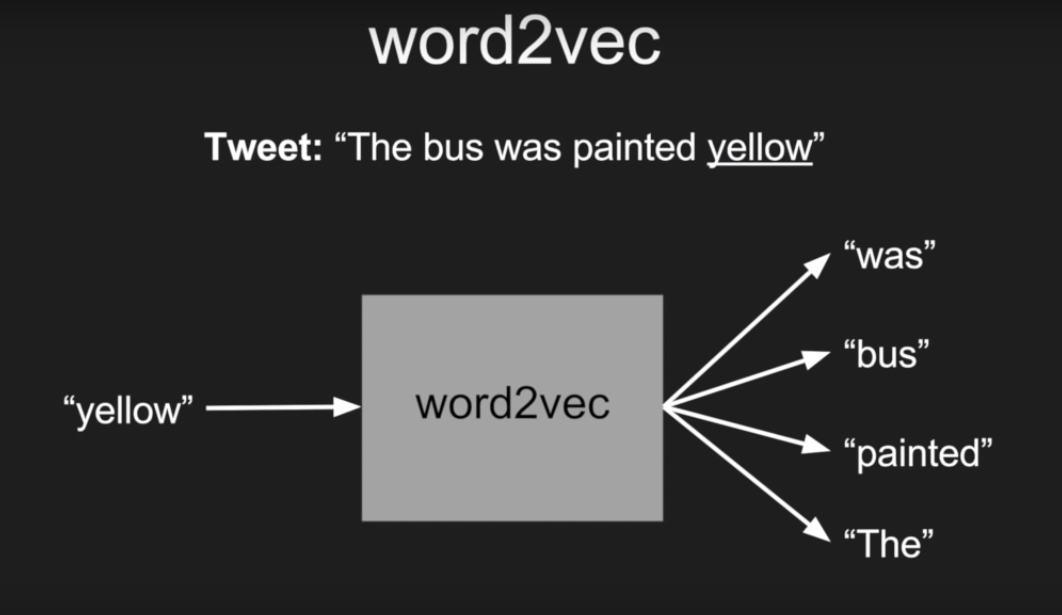 word2vec
Tweet: “The bus was painted yellow”
“was”
“bus”
“yellow”
word2vec
“painted”
“The”